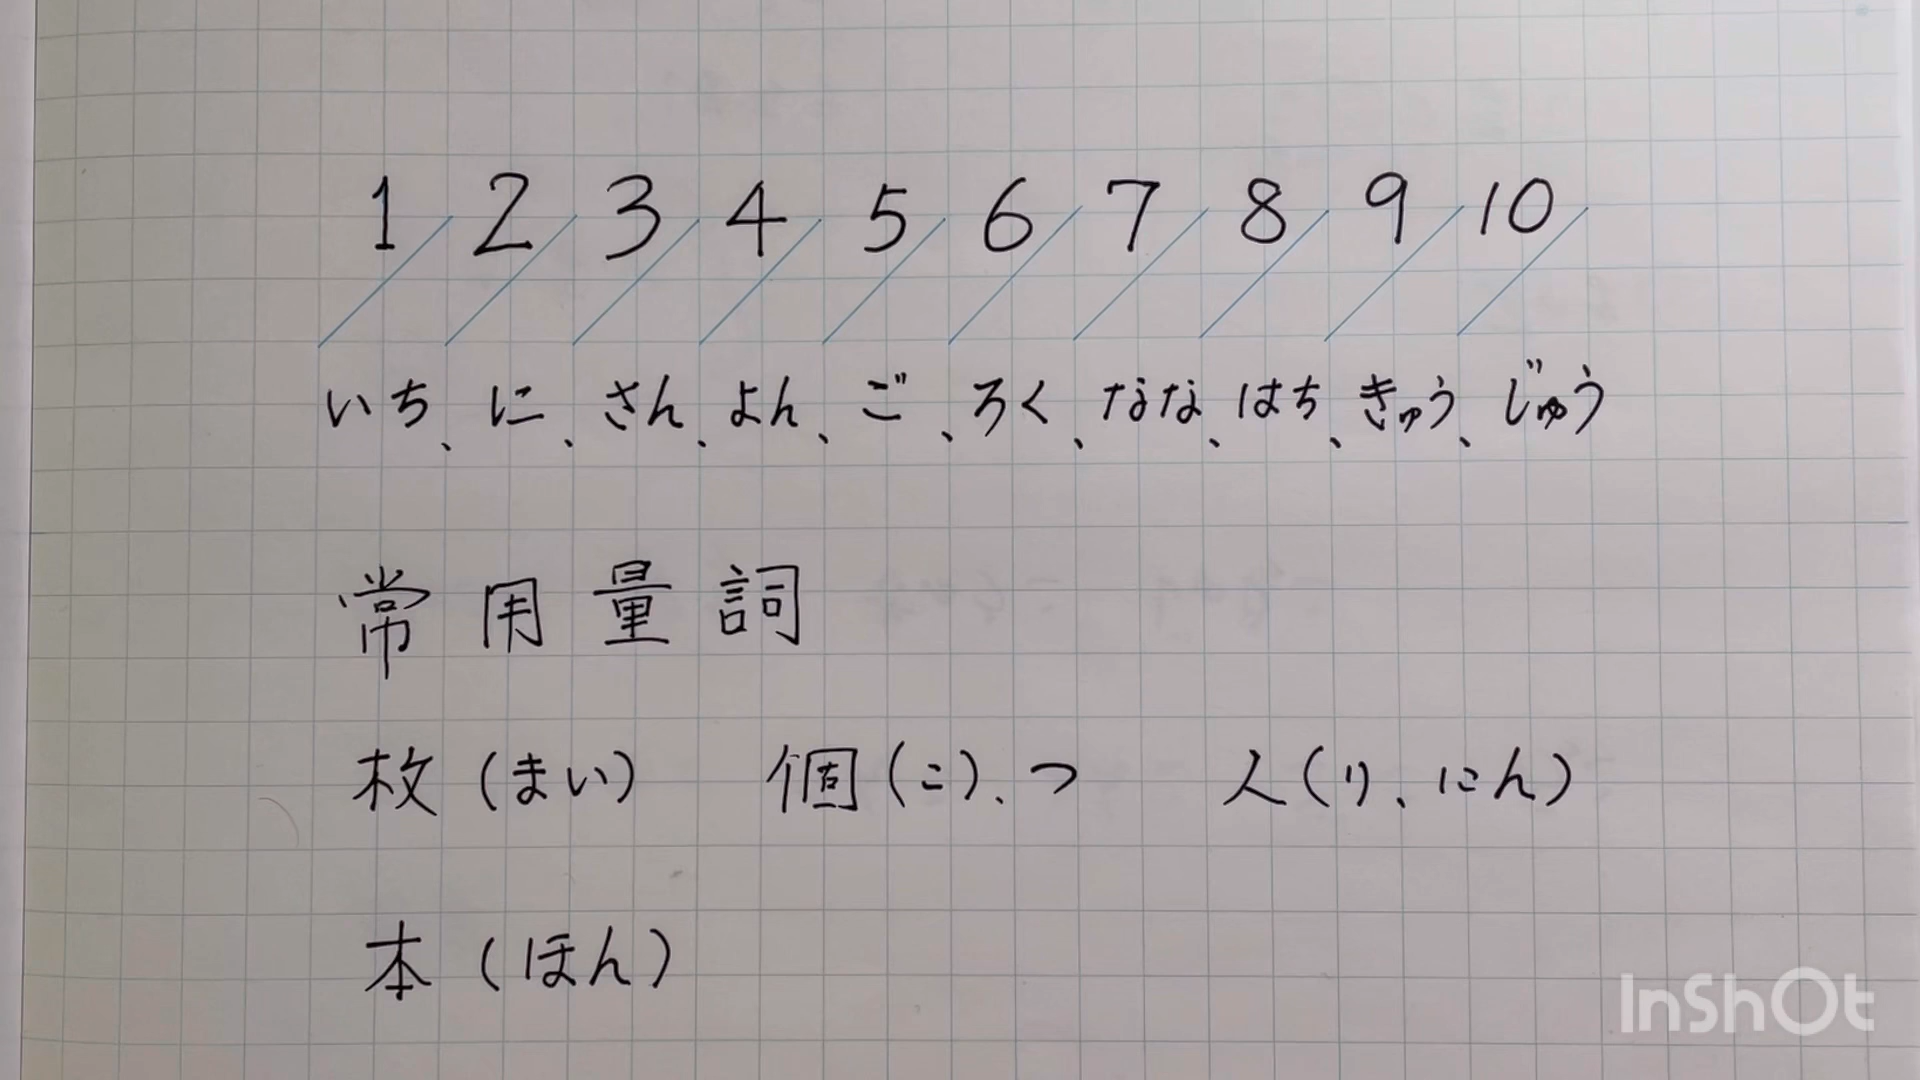 1 2 3 4 5 6 7 8 9 10
いち、に、さん、よん、ご、ろく、なな、はち、きゅう、じゅう
常用量詞
枚(まい) 個(こ)、つ 人(り、にん)
本(ほん)
InShOt